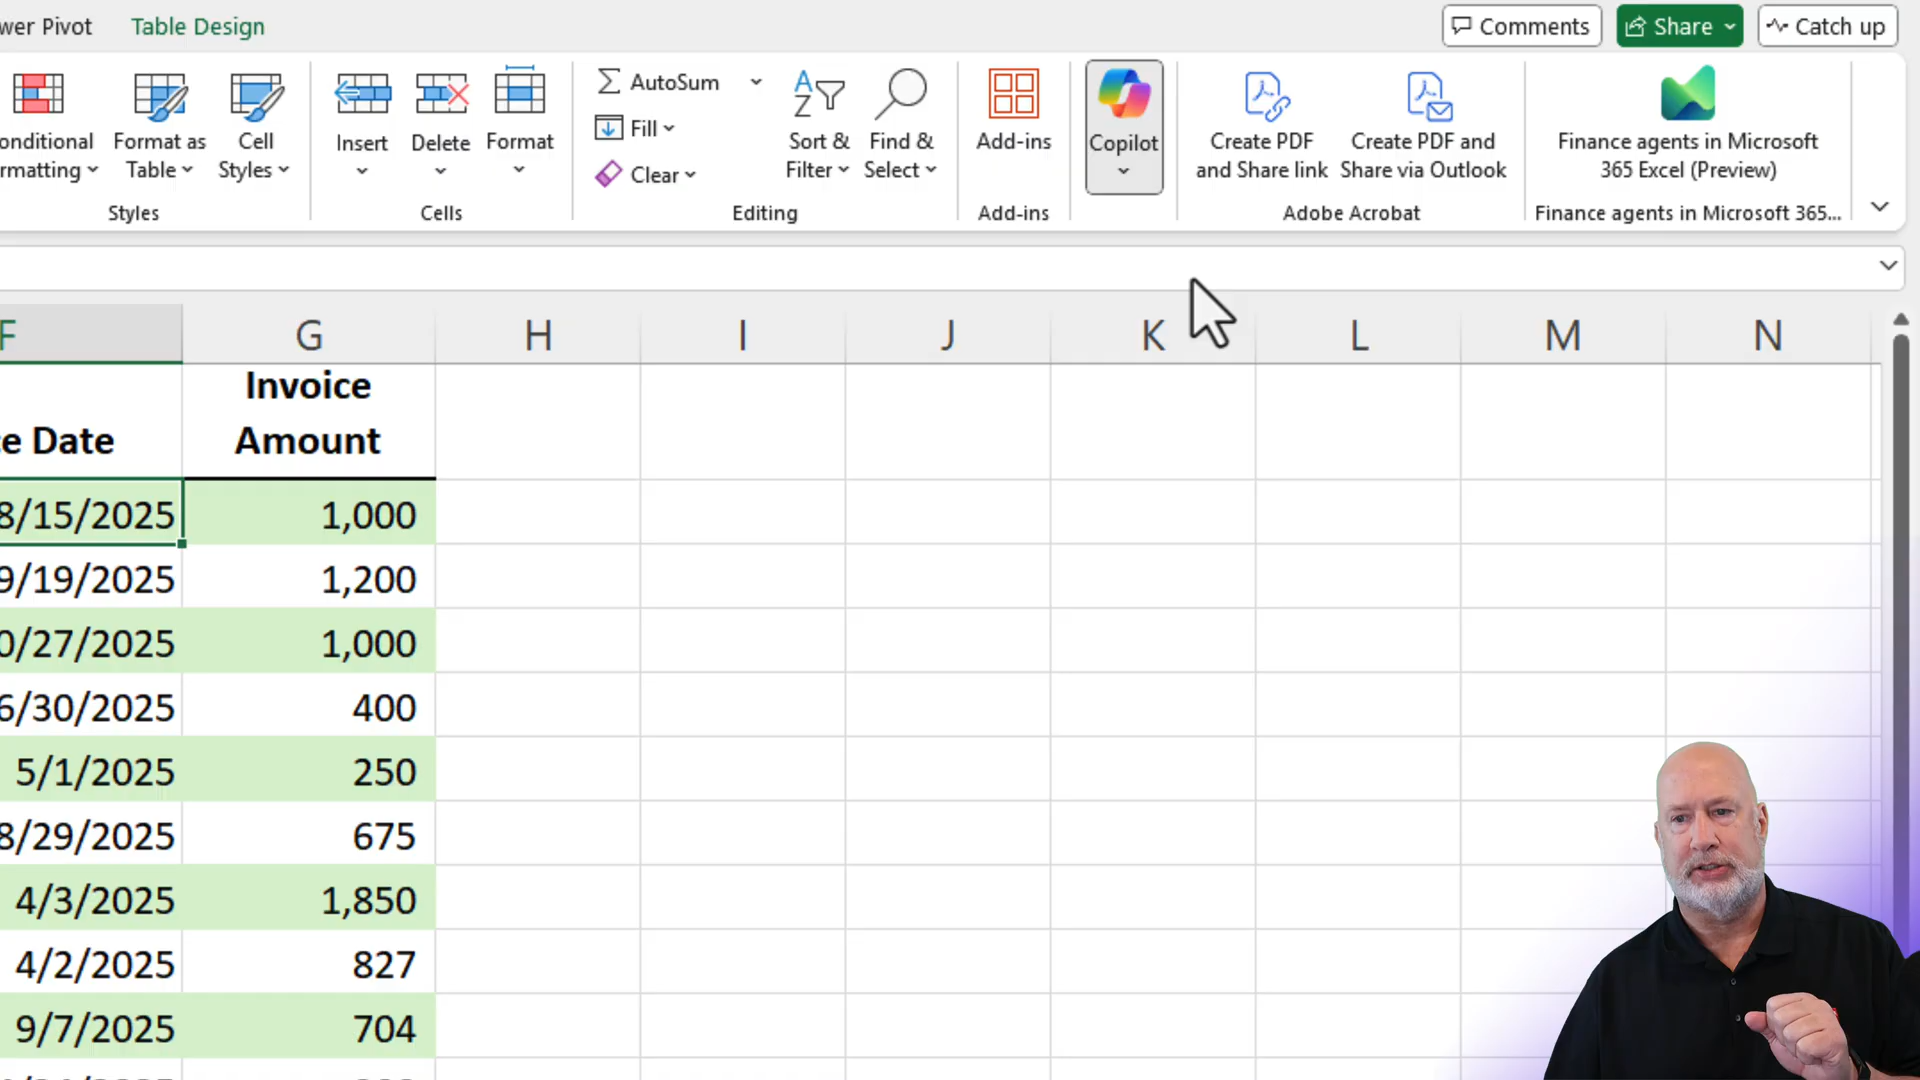 wer Pivot Table Design Comments Share Catch up
onditional
rmatting
Format as
Table
Cell
Styles
Styles
Insert
Delete
Format
Cells
AutoSum
Fill
Clear
Sort &
Filter
Find &
Select
Editing
Add-ins
Add-ins
Copilot
Create PDF
and Share link
Create PDF and
Share via Outlook
Adobe Acrobat
Finance agents in Microsoft
365 Excel (Preview)
Finance agents in Microsoft 365...
F G H I J K L M N
e Date
Invoice
Amount
8/15/2025 1,000
9/19/2025 1,200
0/27/2025 1,000
6/30/2025 400
5/1/2025 250
8/29/2025 675
4/3/2025 1,850
4/2/2025 827
9/7/2025 704